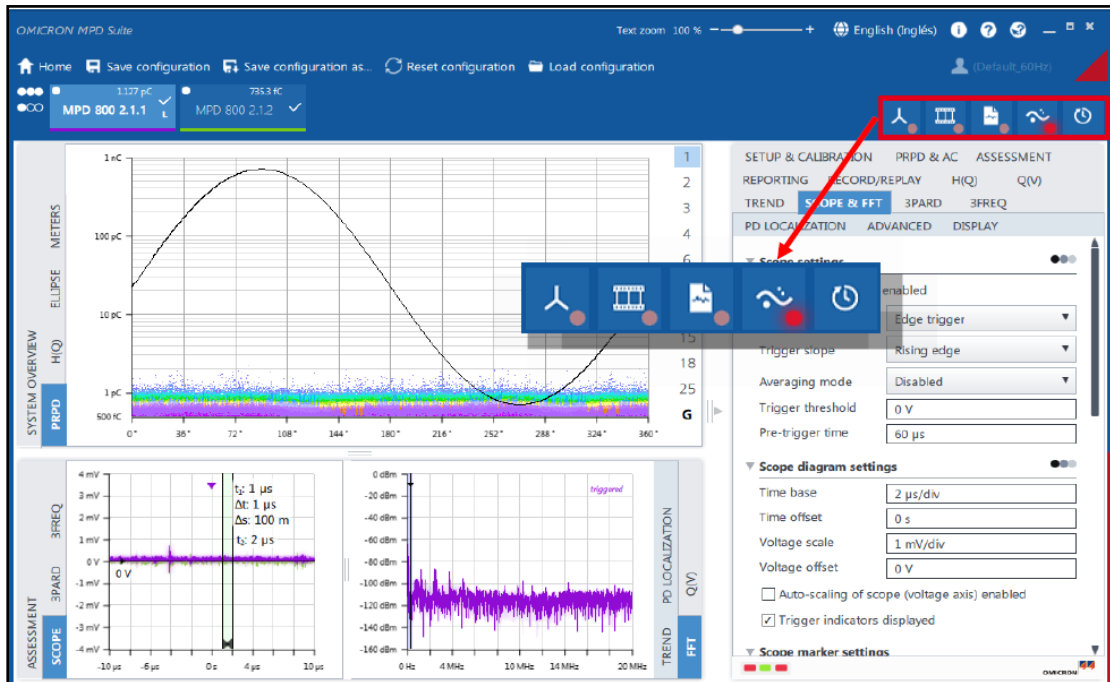 OMICRON MPD Suite
Text zoom 100 % − +
English (Inglés)
Home Save configuration Save configuration as... Reset configuration Load configuration
(Default_60Hz)
1.127 pC
MPD 800 2.1.1
L
735.3 fC
MPD 800 2.1.2
SETUP & CALIBRATION PRPD & AC ASSESSMENT
REPORTING RECORD/REPLAY H(Q) Q(V)
TREND SCOPE & FFT 3PARD 3FREQ
PD LOCALIZATION ADVANCED DISPLAY
SYSTEM OVERVIEW
METERS
ELLIPSE
H(Q)
PRPD
1 nC
100 pC
10 pC
1 pC
500 fC
0° 36° 72° 108° 144° 180° 216° 252° 288° 324° 360°
1
2
3
4
6
15
18
25
G
Scope settings
enabled
Edge trigger
Trigger slope Rising edge
Averaging mode Disabled
Trigger threshold 0 V
Pre-trigger time 60 µs
Scope diagram settings
Time base 2 µs/div
Time offset 0 s
Voltage scale 1 mV/div
Voltage offset 0 V
Auto-scaling of scope (voltage axis) enabled
Trigger indicators displayed
Scope marker settings
OMICRON
ASSESSMENT
3FREQ
3PARD
SCOPE
4 mV
3 mV
2 mV
1 mV
0 V
-1 mV
-2 mV
-3 mV
-4 mV
0 V
t₁: 1 µs
Δt: 1 µs
Δs: 100 m
t₂: 2 µs
-10 µs -6 µs 0 s 4 µs 10 µs
0 dBm
-20 dBm
-40 dBm
-60 dBm
-80 dBm
-100 dBm
-120 dBm
-140 dBm
-160 dBm
triggered
0 Hz 4 MHz 10 MHz 14 MHz 20 MHz
PD LOCALIZATION
TREND
Q(V)
FFT